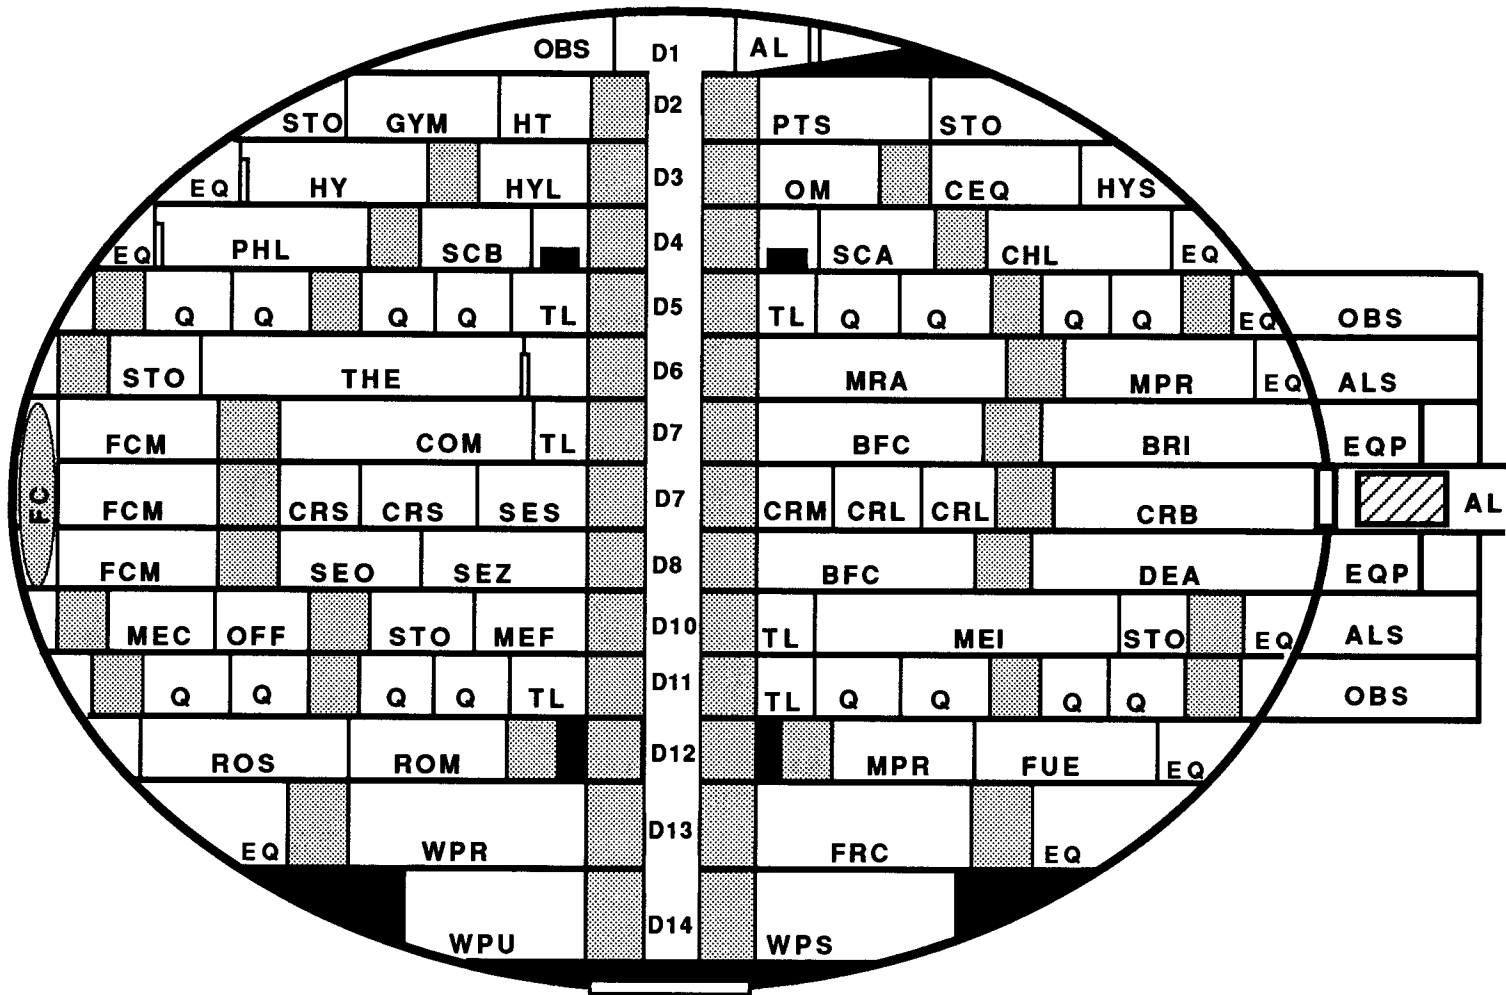 OBS D1 AL
STO GYM HT D2 PTS STO
EQ HY HYL D3 OM CEQ HYS
EQ PHL SCB D4 SCA CHL EQ
Q Q Q Q TL D5 TL Q Q Q Q EQ OBS
STO THE D6 MRA MPR EQ ALS
FCM COM TL D7 BFC BRI EQP
FC FCM CRS CRS SES D7 CRM CRL CRL CRB AL
FCM SEO SEZ D8 BFC DEA EQP
MEC OFF STO MEF D10 TL MEI STO EQ ALS
Q Q Q Q TL D11 TL Q Q Q Q OBS
ROS ROM D12 MPR FUE EQ
EQ WPR D13 FRC EQ
WPU D14 WPS